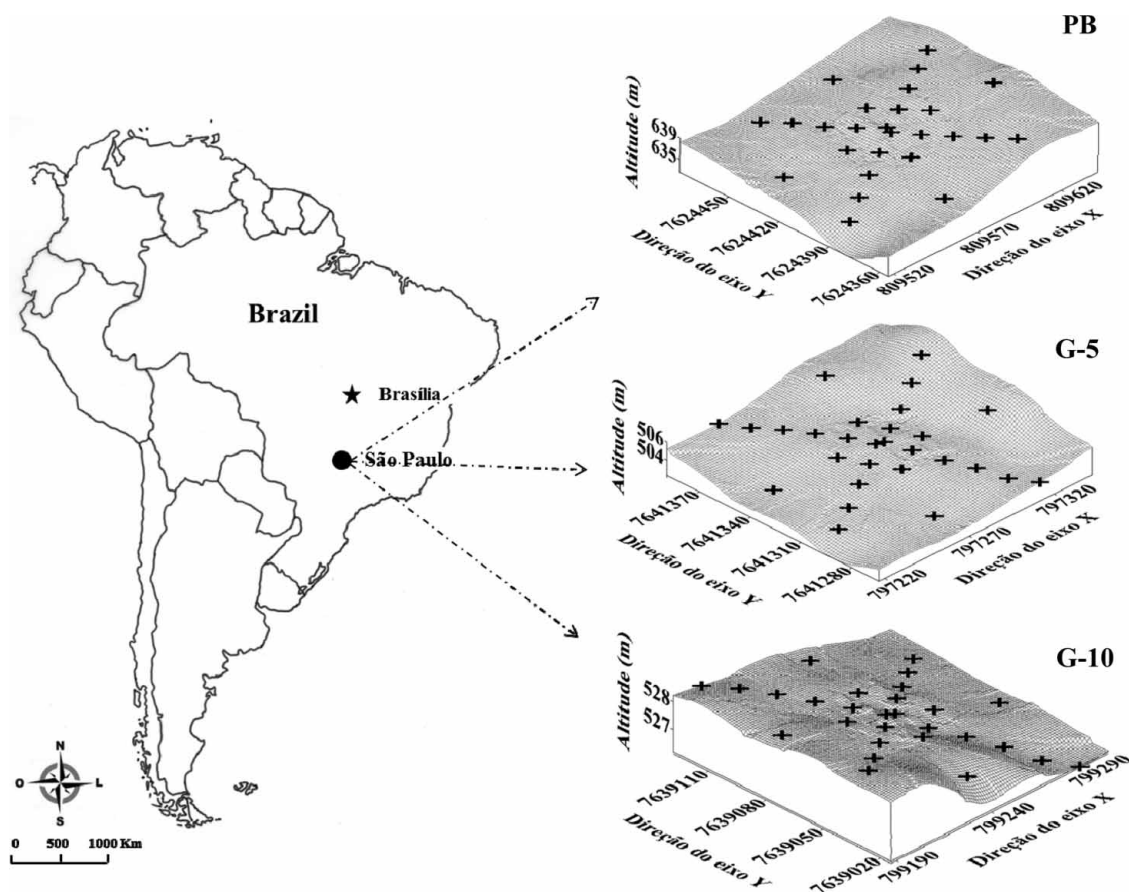 Brazil
Brasília
São Paulo
N
O
L
S
0 500 1000 Km
PB
Altitude (m)
639
635
7624450
7624420
7624390
7624360
Direção do eixo Y
809520
809570
809620
Direção do eixo X
G-5
Altitude (m)
506
504
7641370
7641340
7641310
7641280
Direção do eixo Y
797220
797270
797320
Direção do eixo X
G-10
Altitude (m)
528
527
7639110
7639080
7639050
7639020
Direção do eixo Y
799190
799240
799290
Direção do eixo X